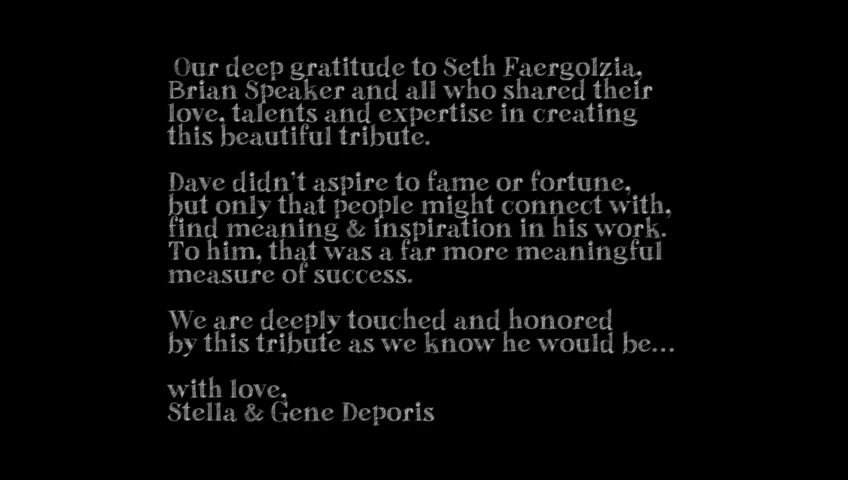 Our deep gratitude to Seth Faergolzia,
Brian Speaker and all who shared their
love, talents and expertise in creating
this beautiful tribute.
Dave didn't aspire to fame or fortune,
but only that people might connect with,
find meaning & inspiration in his work.
To him, that was a far more meaningful
measure of success.
We are deeply touched and honored
by this tribute as we know he would be...
with love,
Stella & Gene Deporis